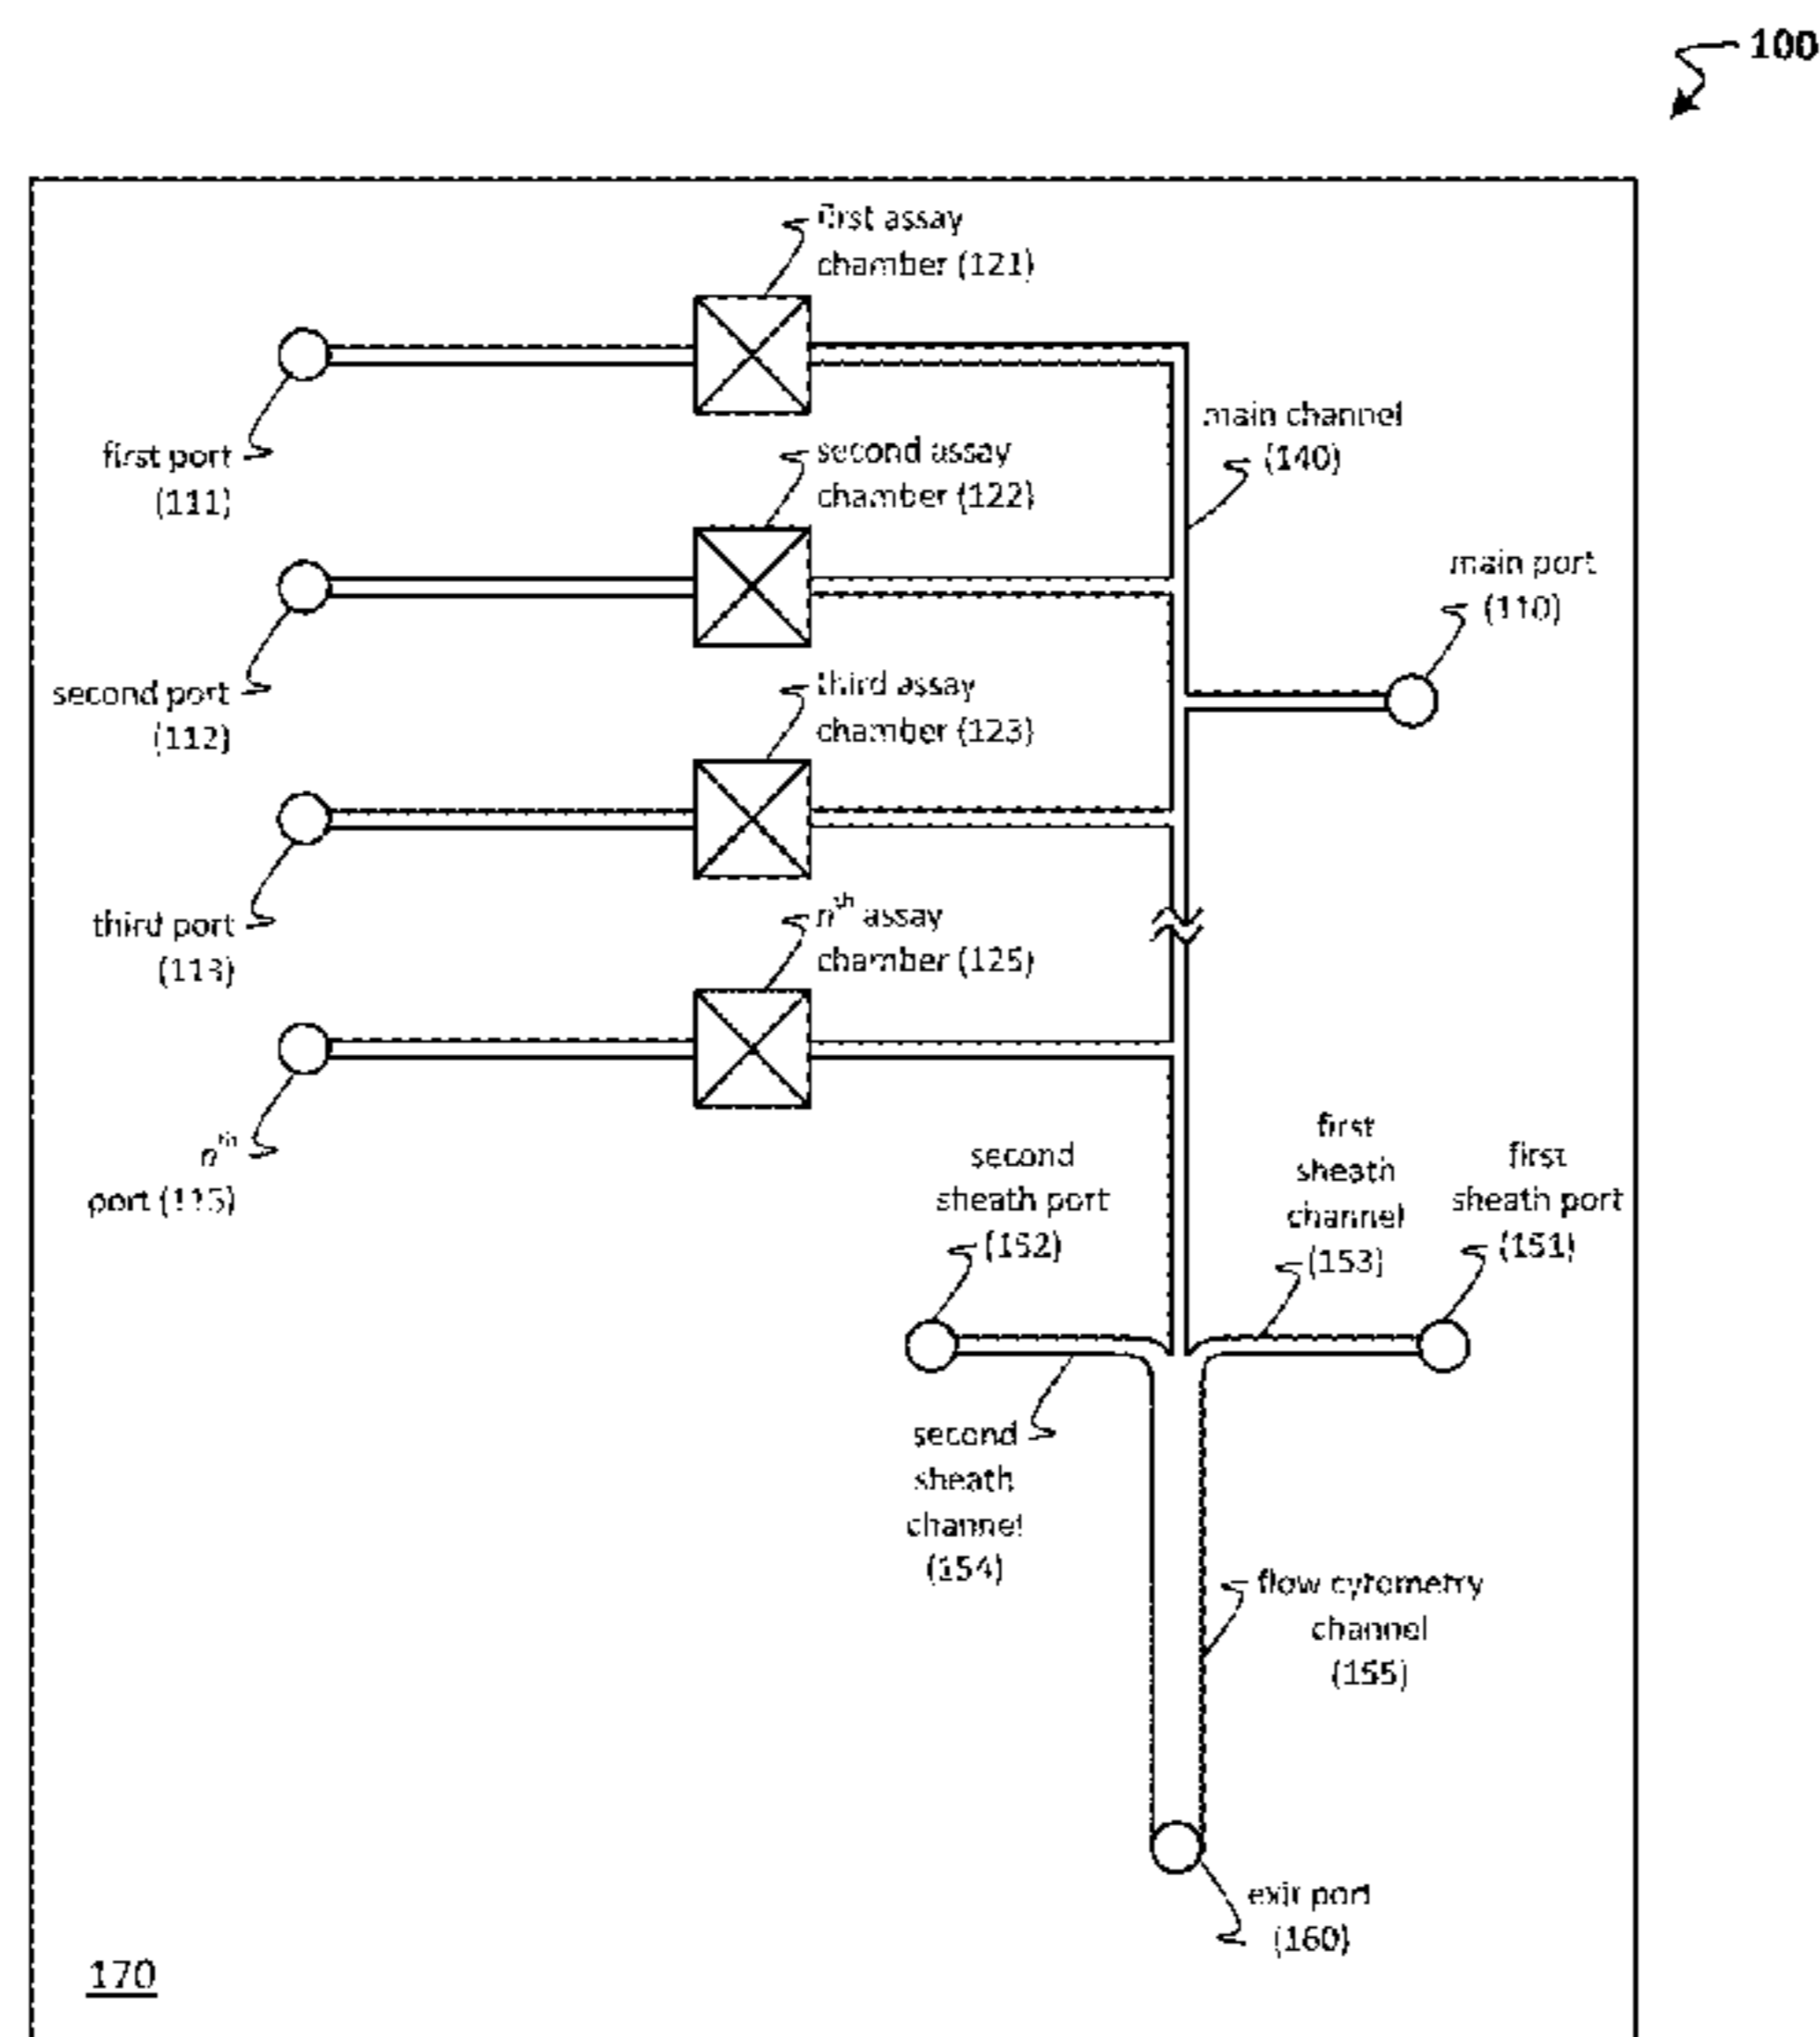 100
first assay
chamber (121)
first port
(111)
main channel
(140)
second assay
chamber (122)
main port
(110)
second port
(112)
third assay
chamber (123)
third port
(113)
nth assay
chamber (125)
nth
port (115)
first
sheath
channel
(153)
second
sheath port
(152)
first
sheath port
(151)
second
sheath
channel
(154)
flow cytometry
channel
(155)
exit port
(160)
170